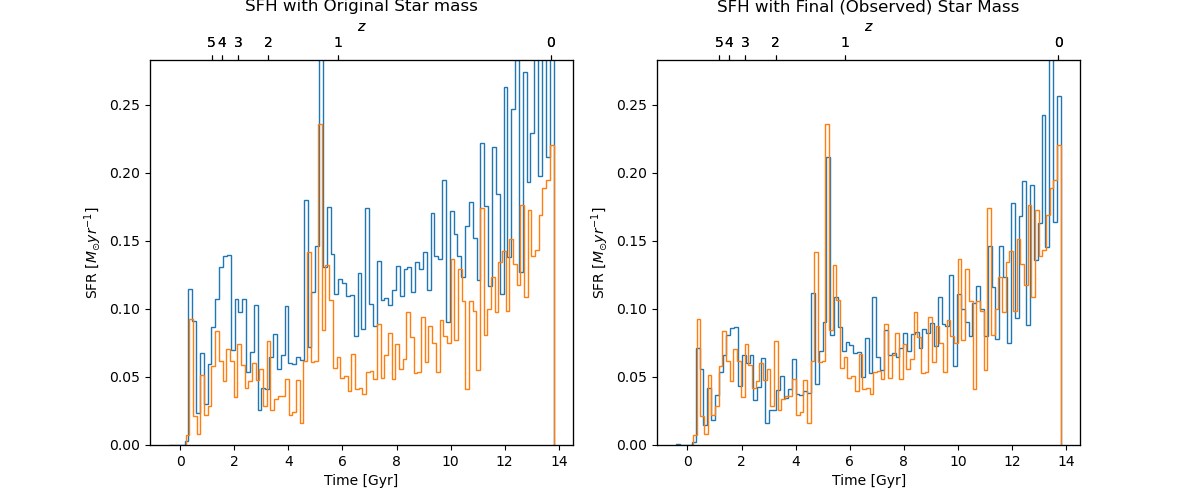 SFH with Original Star mass
z
5 4 3 2 1 0
0.25
0.20
0.15
0.10
0.05
0.00
SFR [M⊙yr⁻¹]
0 2 4 6 8 10 12 14
Time [Gyr]
SFH with Final (Observed) Star Mass
z
5 4 3 2 1 0
0.25
0.20
0.15
0.10
0.05
0.00
SFR [M⊙yr⁻¹]
0 2 4 6 8 10 12 14
Time [Gyr]